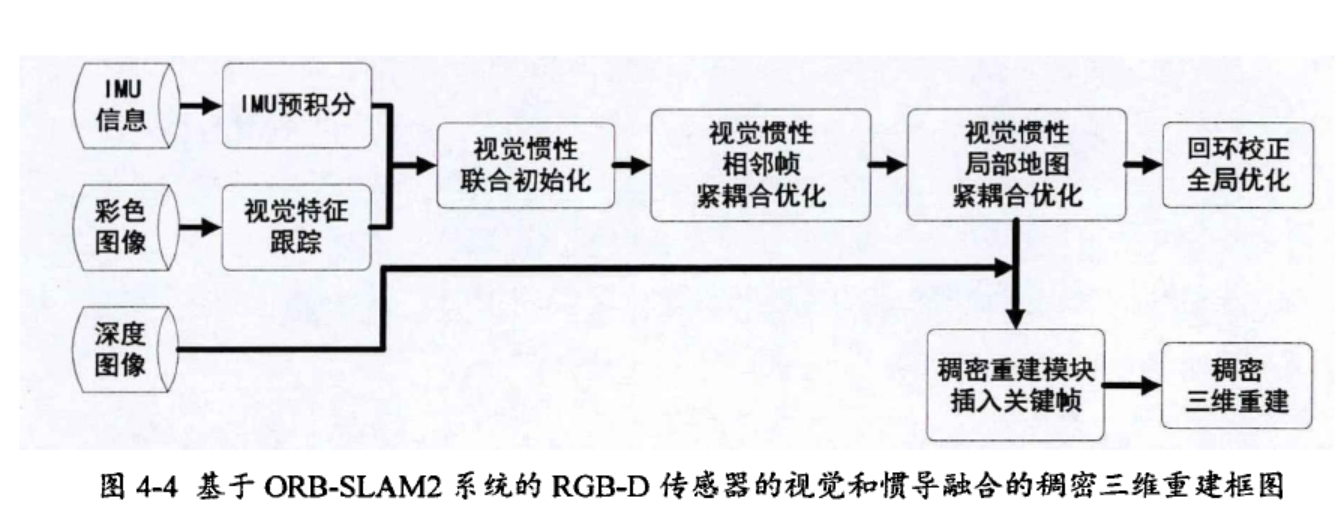 IMU
信息
IMU预积分
彩色
图像
视觉特征
跟踪
深度
图像
视觉惯性
联合初始化
视觉惯性
相邻帧
紧耦合优化
视觉惯性
局部地图
紧耦合优化
回环校正
全局优化
稠密重建模块
插入关键帧
稠密
三维重建
图 4-4 基于 ORB-SLAM2 系统的 RGB-D 传感器的视觉和惯导融合的稠密三维重建框图